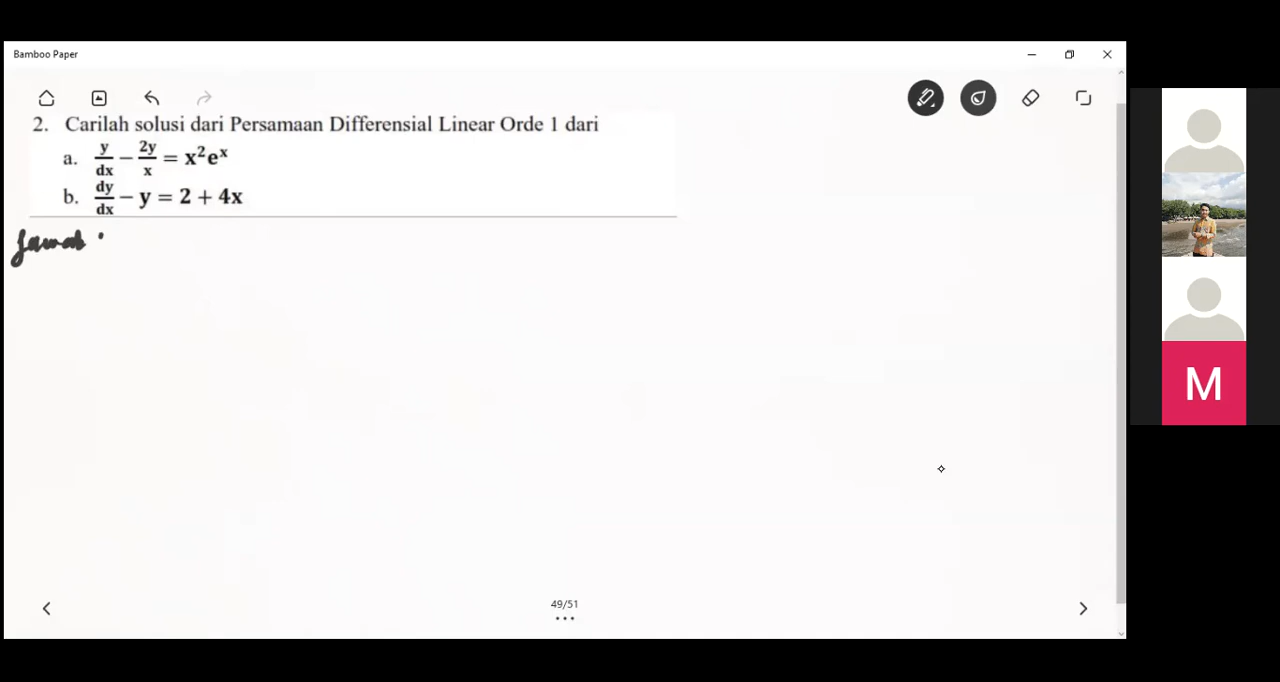 Bamboo Paper
2. Carilah solusi dari Persamaan Differensial Linear Orde 1 dari
a. y/dx − 2y/x = x²eˣ
b. dy/dx − y = 2 + 4x
Jawab :
M
49/51